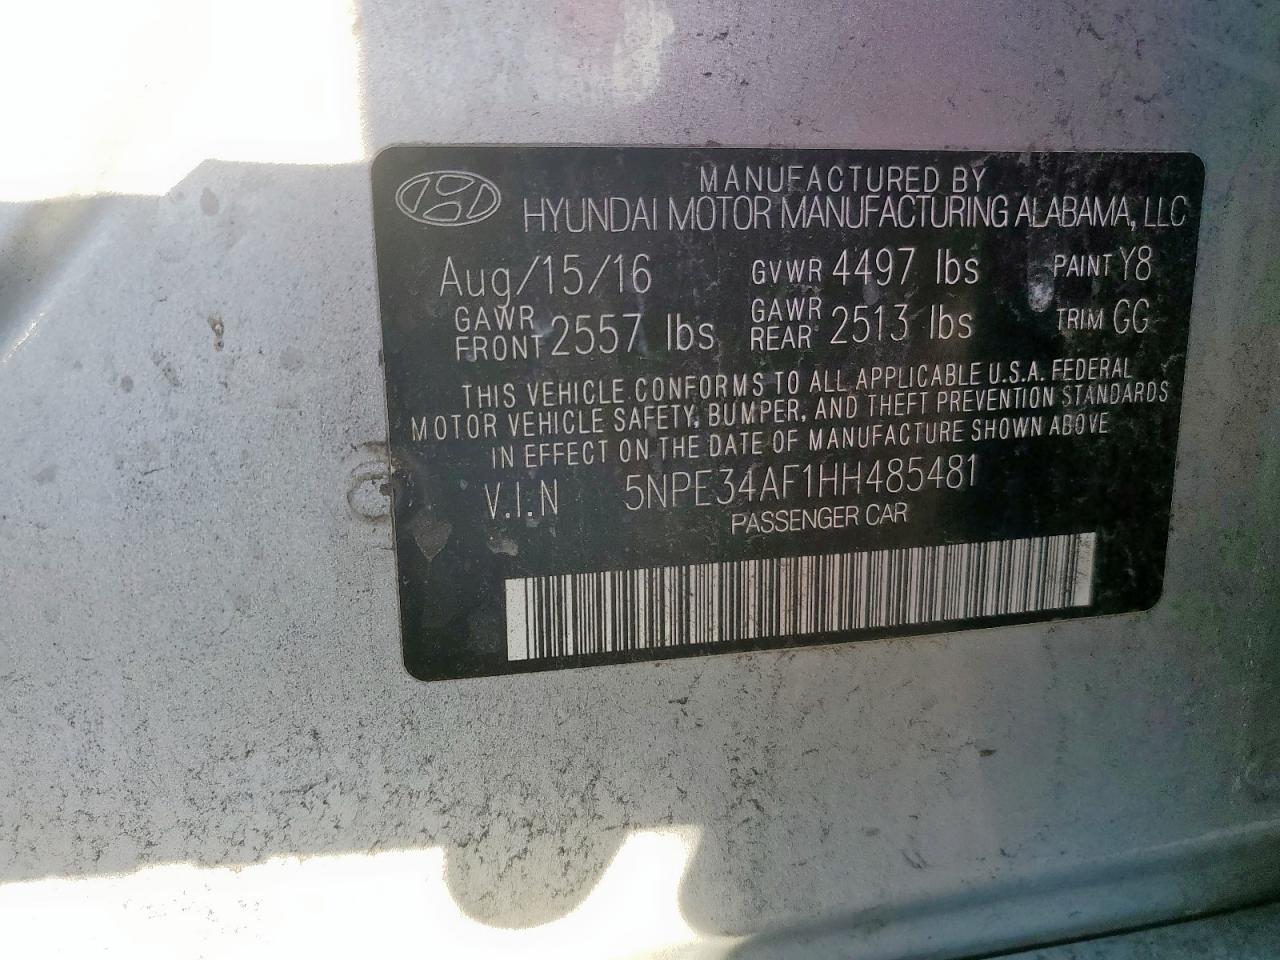 MANUFACTURED BY
HYUNDAI MOTOR MANUFACTURING ALABAMA, LLC
Aug/15/16 GVWR 4497 lbs PAINT Y8
GAWR FRONT 2557 lbs GAWR REAR 2513 lbs TRIM GG
THIS VEHICLE CONFORMS TO ALL APPLICABLE U.S.A. FEDERAL
MOTOR VEHICLE SAFETY, BUMPER, AND THEFT PREVENTION STANDARDS
IN EFFECT ON THE DATE OF MANUFACTURE SHOWN ABOVE
V.I.N 5NPE34AF1HH485481
PASSENGER CAR